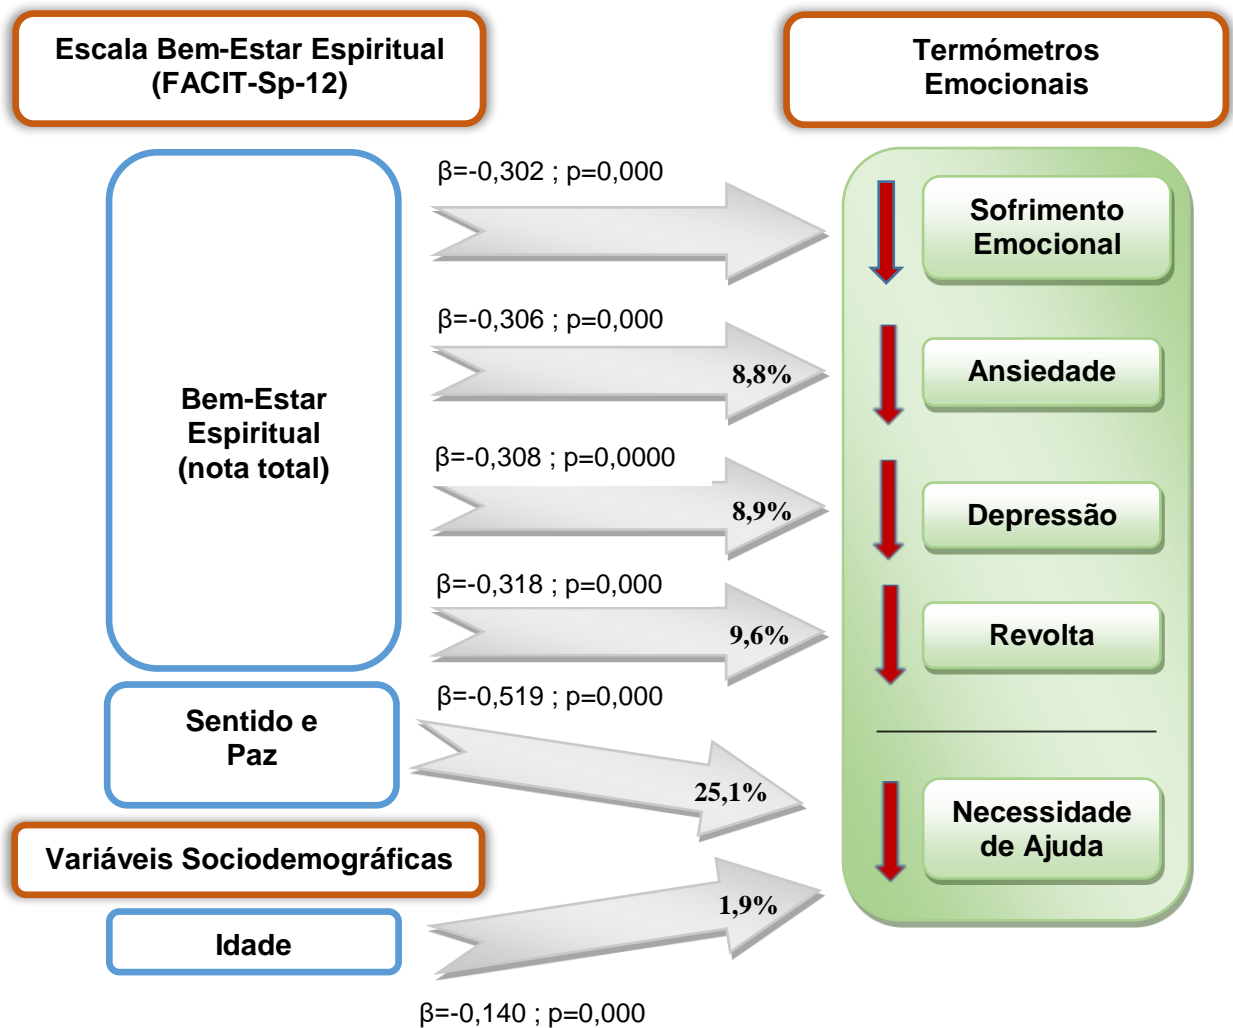 Escala Bem-Estar Espiritual
(FACIT-Sp-12)
Termómetros
Emocionais
β=-0,302 ; p=0,000
Sofrimento
Emocional
β=-0,306 ; p=0,000
8,8%
Ansiedade
Bem-Estar
Espiritual
(nota total)
β=-0,308 ; p=0,0000
8,9%
Depressão
β=-0,318 ; p=0,000
9,6%
Revolta
Sentido e
Paz
β=-0,519 ; p=0,000
25,1%
Necessidade
de Ajuda
Variáveis Sociodemográficas
Idade
1,9%
β=-0,140 ; p=0,000